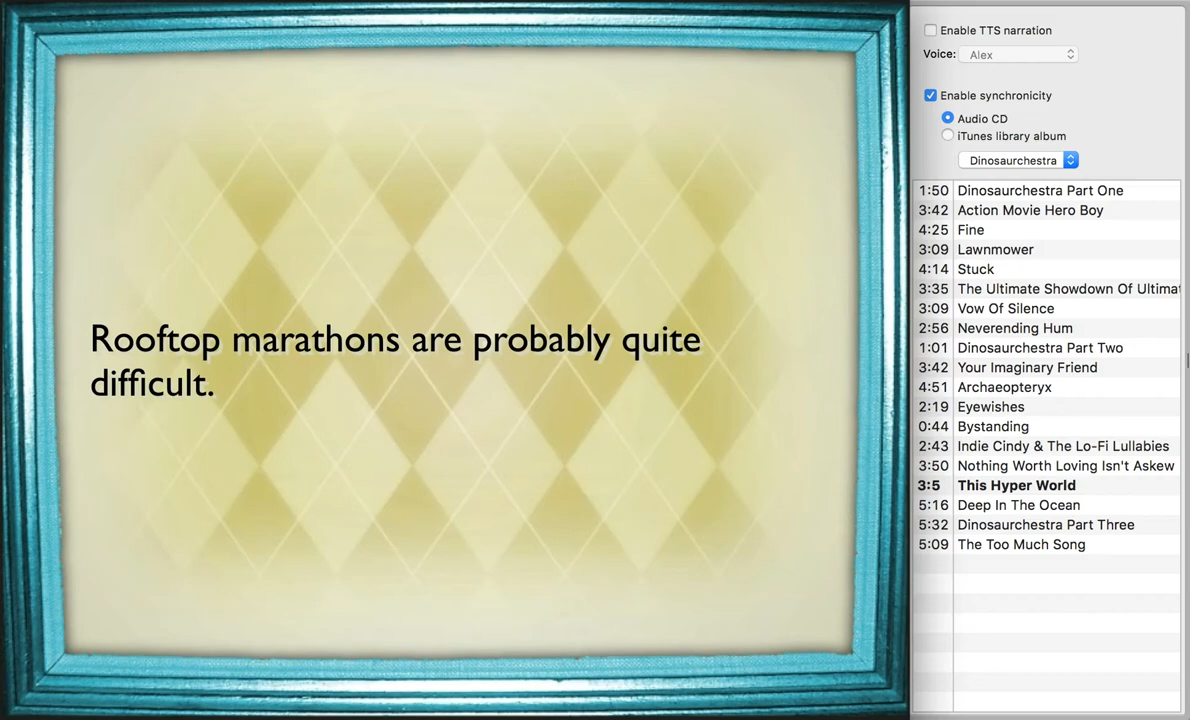 Rooftop marathons are probably quite
difficult.
Enable TTS narration
Voice: Alex
Enable synchronicity
Audio CD
iTunes library album
Dinosaurchestra
1:50 Dinosaurchestra Part One
3:42 Action Movie Hero Boy
4:25 Fine
3:09 Lawnmower
4:14 Stuck
3:35 The Ultimate Showdown Of Ultimat
3:09 Vow Of Silence
2:56 Neverending Hum
1:01 Dinosaurchestra Part Two
3:42 Your Imaginary Friend
4:51 Archaeopteryx
2:19 Eyewishes
0:44 Bystanding
2:43 Indie Cindy & The Lo-Fi Lullabies
3:50 Nothing Worth Loving Isn't Askew
3:5 This Hyper World
5:16 Deep In The Ocean
5:32 Dinosaurchestra Part Three
5:09 The Too Much Song